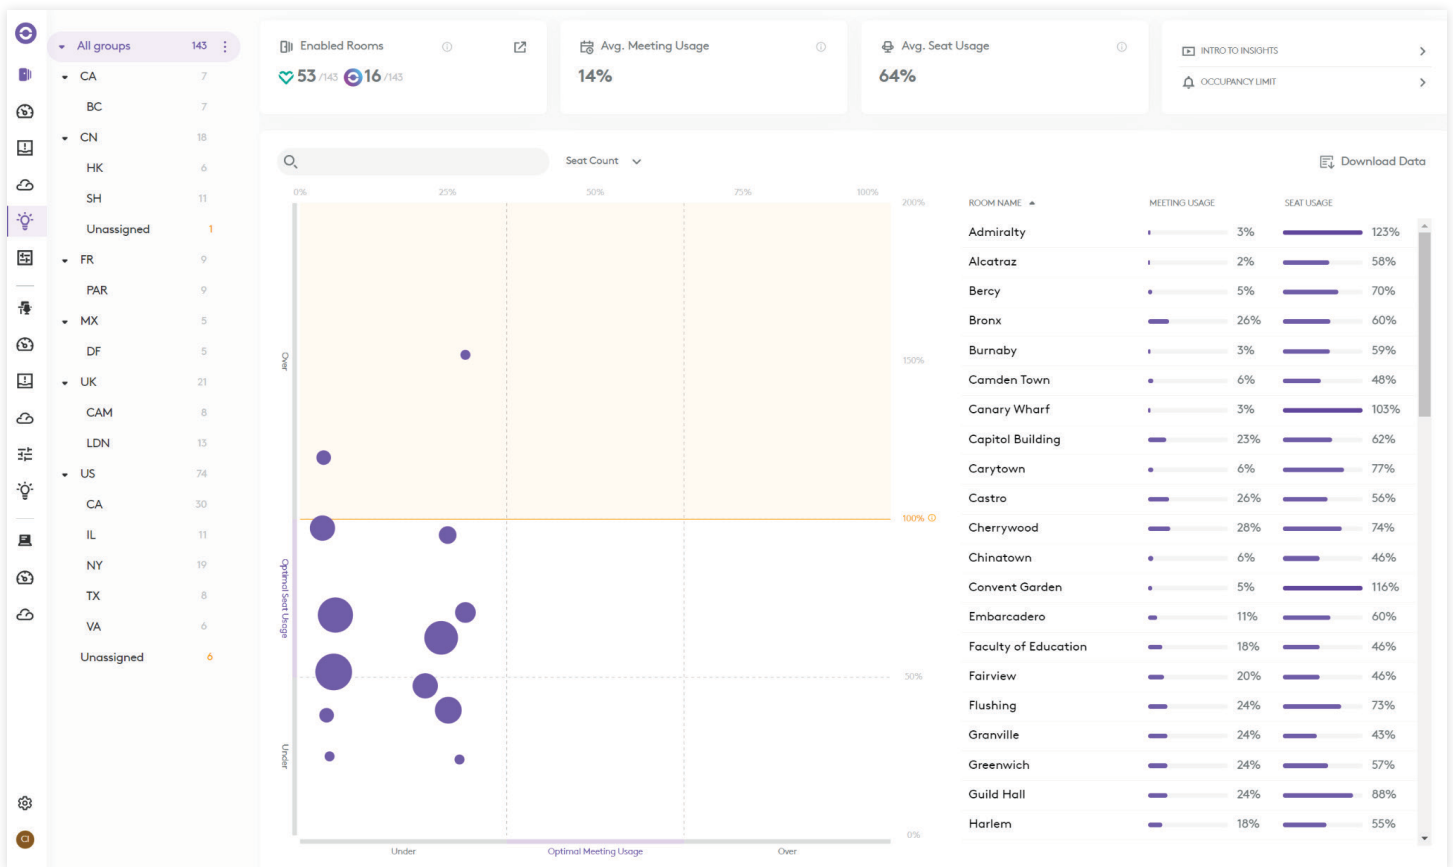 All groups 143
CA 7
BC 7
CN 18
HK 6
SH 11
Unassigned 1
FR 9
PAR 9
MX 5
DF 5
UK 21
CAM 8
LDN 13
US 74
CA 30
IL 11
NY 19
TX 8
VA 6
Unassigned 6
CI
Enabled Rooms
53 /143 16 /143
Avg. Meeting Usage
14%
Avg. Seat Usage
64%
INTRO TO INSIGHTS
OCCUPANCY LIMIT
Seat Count
Download Data
0% 25% 50% 75% 100%
200%
150%
100%
50%
0%
Over
Optimal Seat Usage
Under
Under Optimal Meeting Usage Over
ROOM NAME MEETING USAGE SEAT USAGE
Admiralty 3% 123%
Alcatraz 2% 58%
Bercy 5% 70%
Bronx 26% 60%
Burnaby 3% 59%
Camden Town 6% 48%
Canary Wharf 3% 103%
Capitol Building 23% 62%
Carytown 6% 77%
Castro 26% 56%
Cherrywood 28% 74%
Chinatown 6% 46%
Convent Garden 5% 116%
Embarcadero 11% 60%
Faculty of Education 18% 46%
Fairview 20% 46%
Flushing 24% 73%
Granville 24% 43%
Greenwich 24% 57%
Guild Hall 24% 88%
Harlem 18% 55%